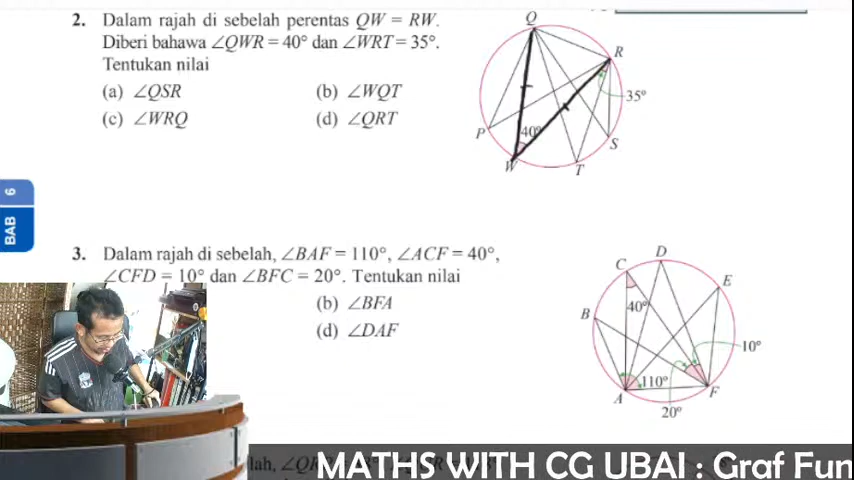 2. Dalam rajah di sebelah perentas QW = RW.
Diberi bahawa ∠QWR = 40° dan ∠WRT = 35°.
Tentukan nilai
(a) ∠QSR (b) ∠WQT
(c) ∠WRQ (d) ∠QRT
Q
R
35°
P
40°
S
W
T
BAB 6
3. Dalam rajah di sebelah, ∠BAF = 110°, ∠ACF = 40°,
∠CFD = 10° dan ∠BFC = 20°. Tentukan nilai
(b) ∠BFA
(d) ∠DAF
D
C
E
40°
B
10°
110°
A
F
20°
lah, ∠QR
MATHS WITH CG UBAI : Graf Fun